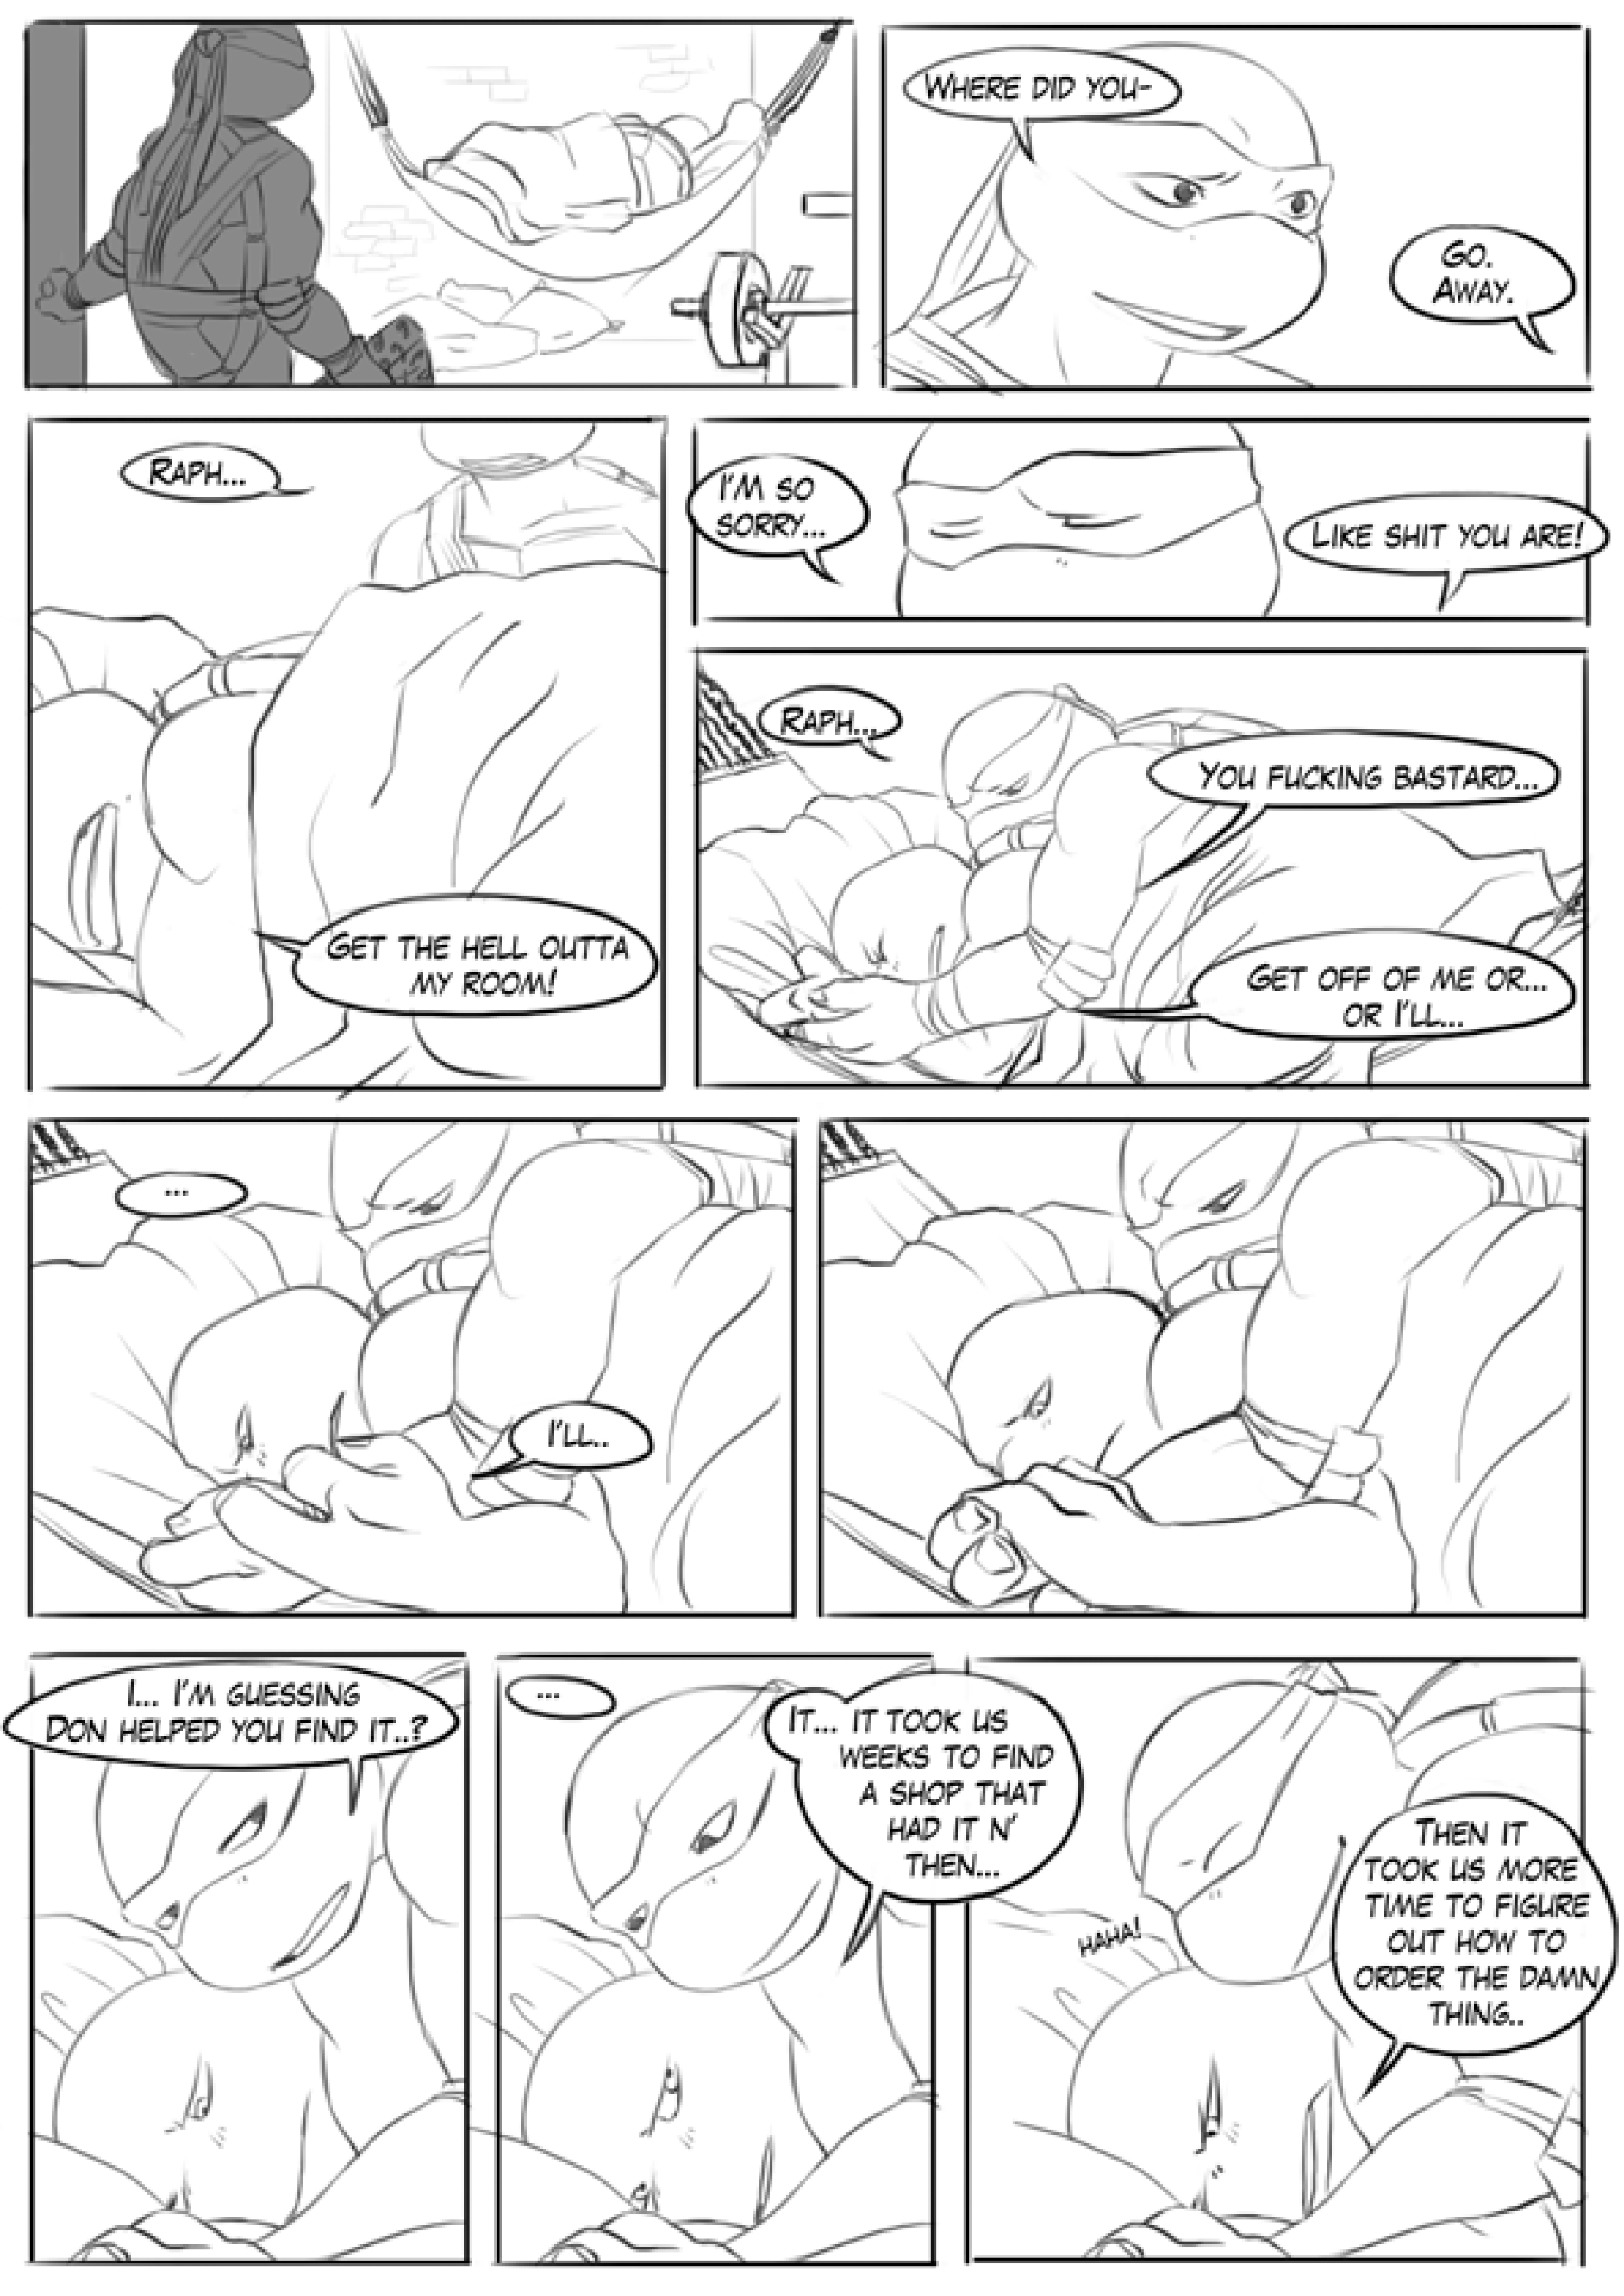 WHERE DID YOU-
GO.
AWAY.
RAPH...
GET THE HELL OUTTA
MY ROOM!
I'M SO
SORRY...
LIKE SHIT YOU ARE!
RAPH...
YOU FUCKING BASTARD...
GET OFF OF ME OR...
OR I'LL...
...
I'LL..
I... I'M GUESSING
DON HELPED YOU FIND IT..?
...
IT... IT TOOK US
WEEKS TO FIND
A SHOP THAT
HAD IT N'
THEN...
HAHA!
THEN IT
TOOK US MORE
TIME TO FIGURE
OUT HOW TO
ORDER THE DAMN
THING..